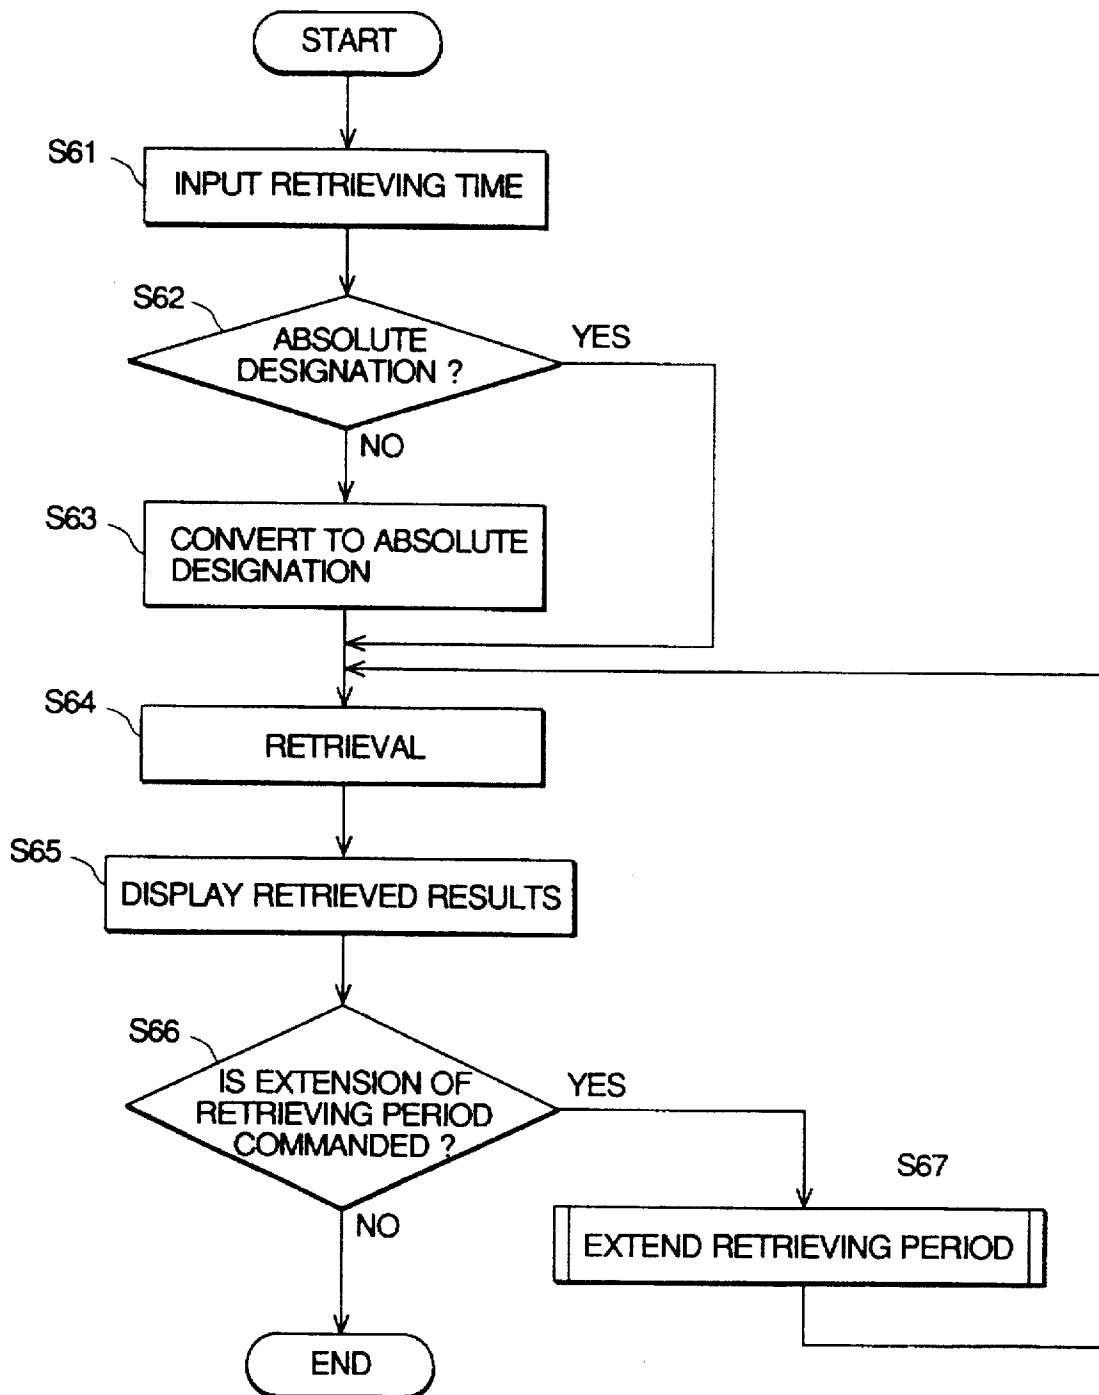 START
S61
INPUT RETRIEVING TIME
S62
ABSOLUTE
DESIGNATION ?
YES
NO
S63
CONVERT TO ABSOLUTE
DESIGNATION
S64
RETRIEVAL
S65
DISPLAY RETRIEVED RESULTS
S66
IS EXTENSION OF
RETRIEVING PERIOD
COMMANDED ?
YES
NO
S67
EXTEND RETRIEVING PERIOD
END